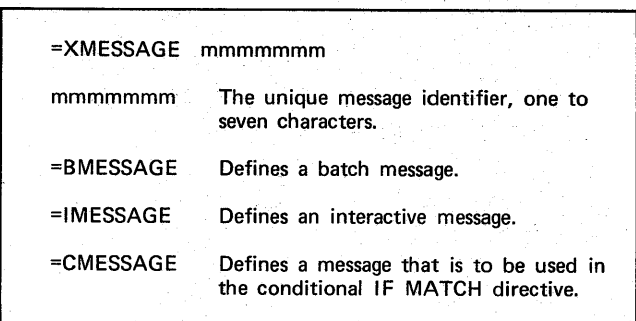 =XMESSAGE mmmmmmm
mmmmmmm The unique message identifier, one to
seven characters.
=BMESSAGE Defines a batch message.
=IMESSAGE Defines an interactive message.
=CMESSAGE Defines a message that is to be used in
the conditional IF MATCH directive.